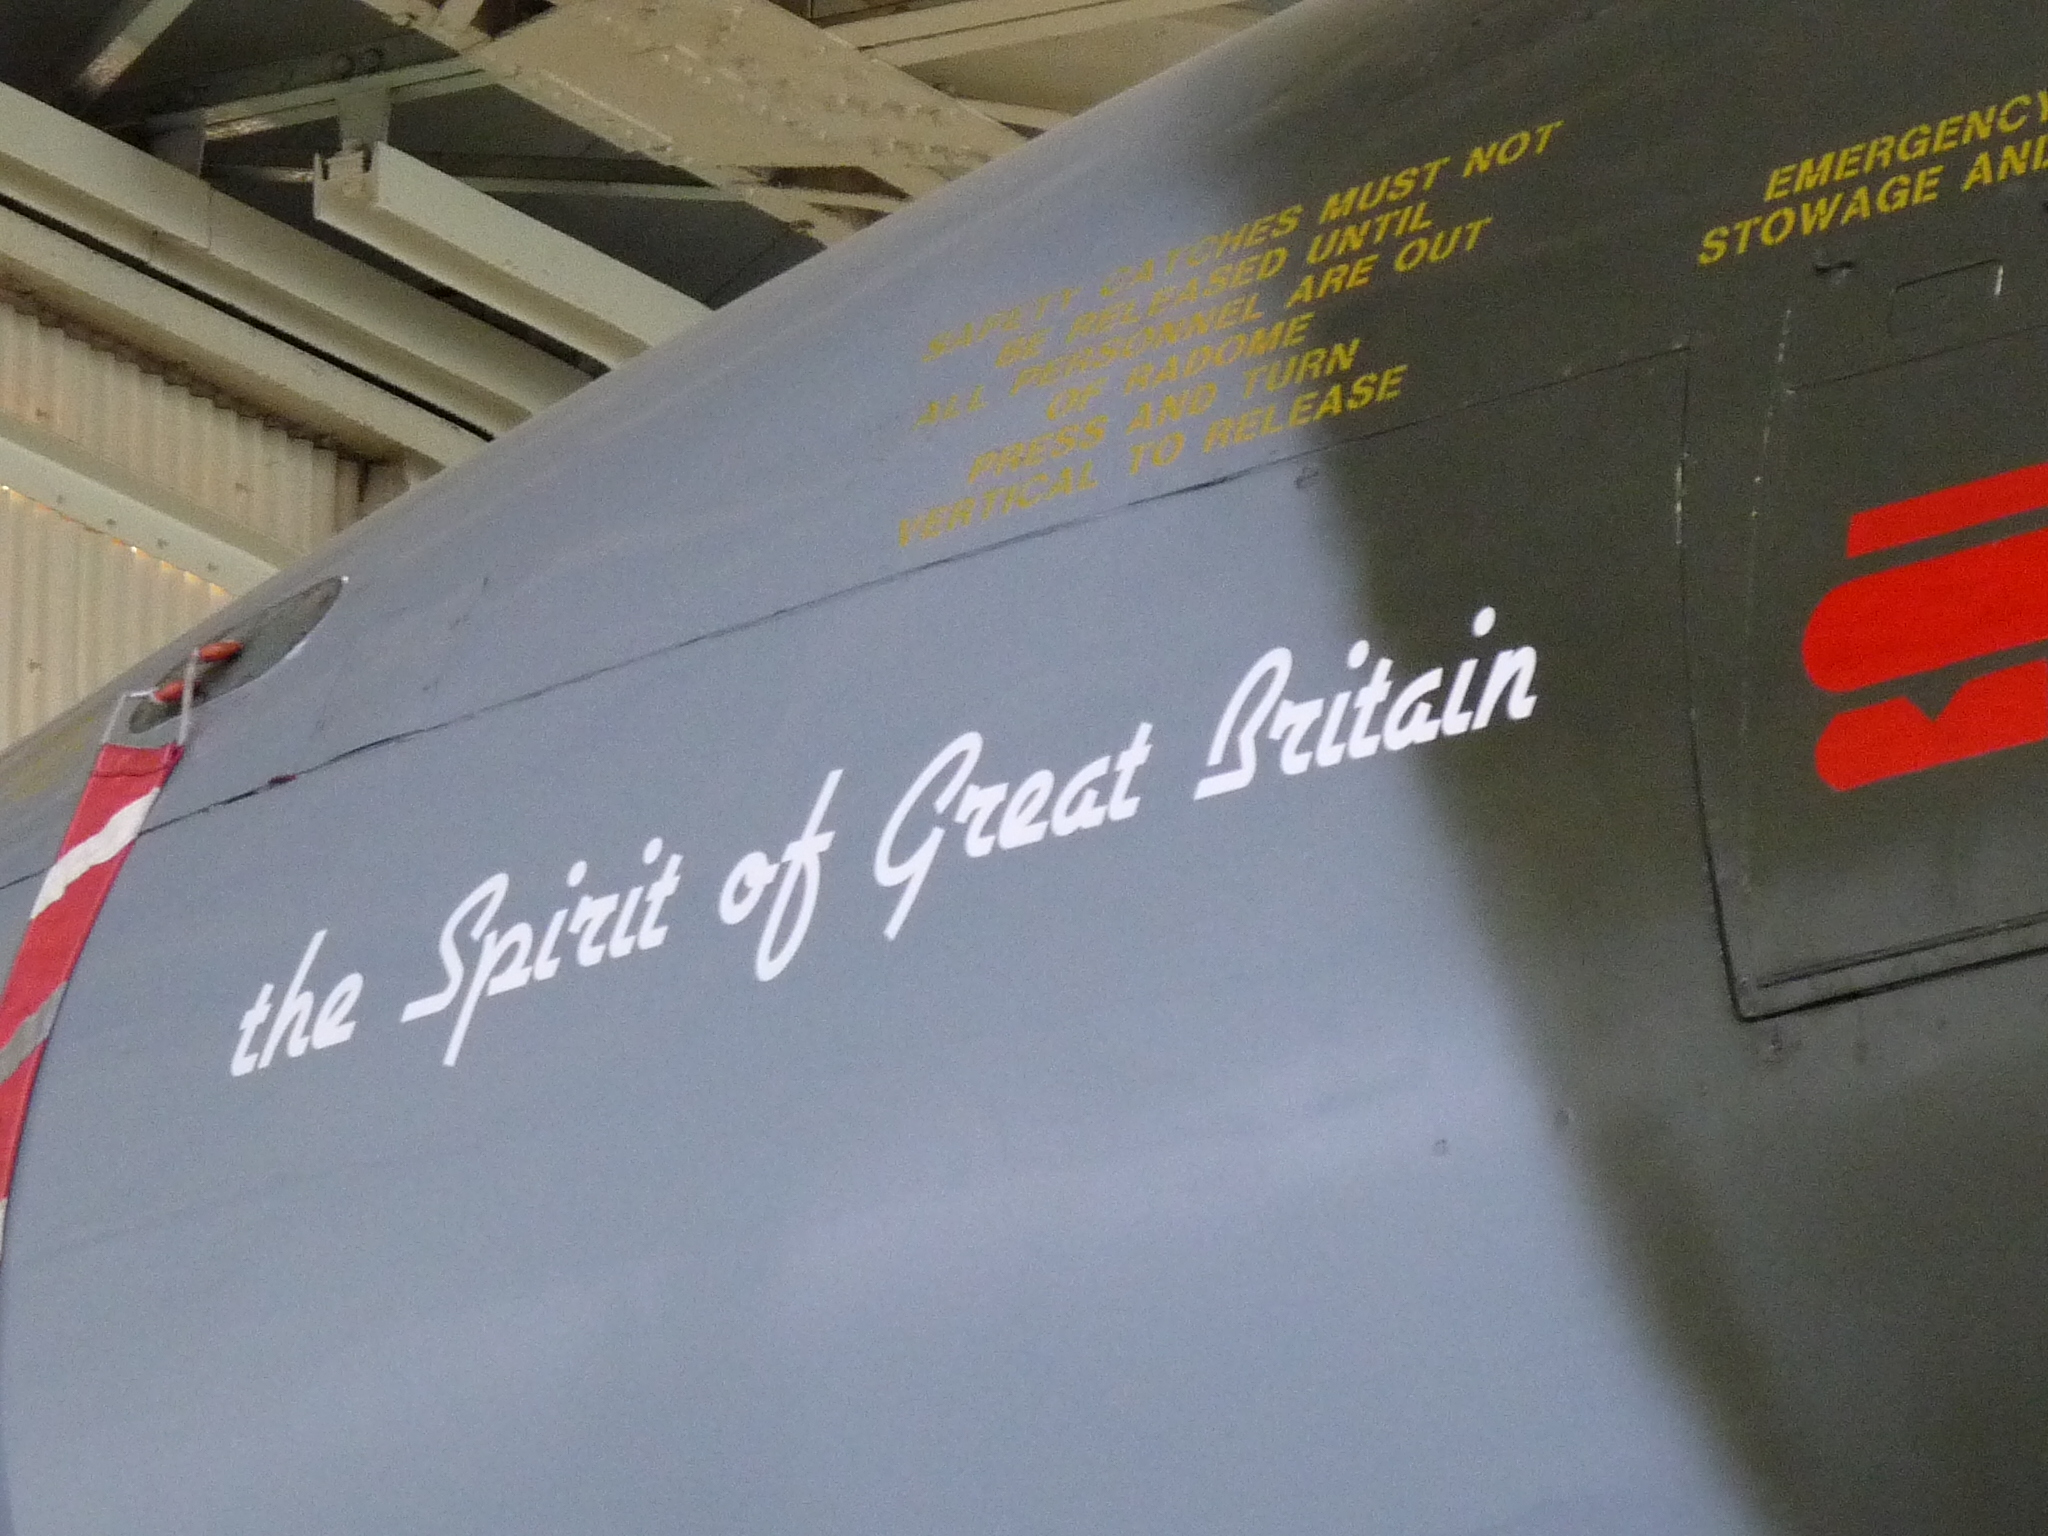 SAFETY CATCHES MUST NOT
BE RELEASED UNTIL
ALL PERSONNEL ARE OUT
OF RADOME
PRESS AND TURN
VERTICAL TO RELEASE
EMERGENCY
STOWAGE AND
the Spirit of Great Britain